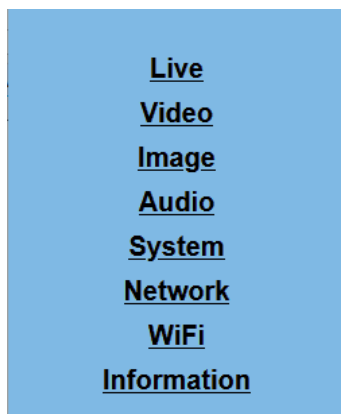 Live
Video
Image
Audio
System
Network
WiFi
Information